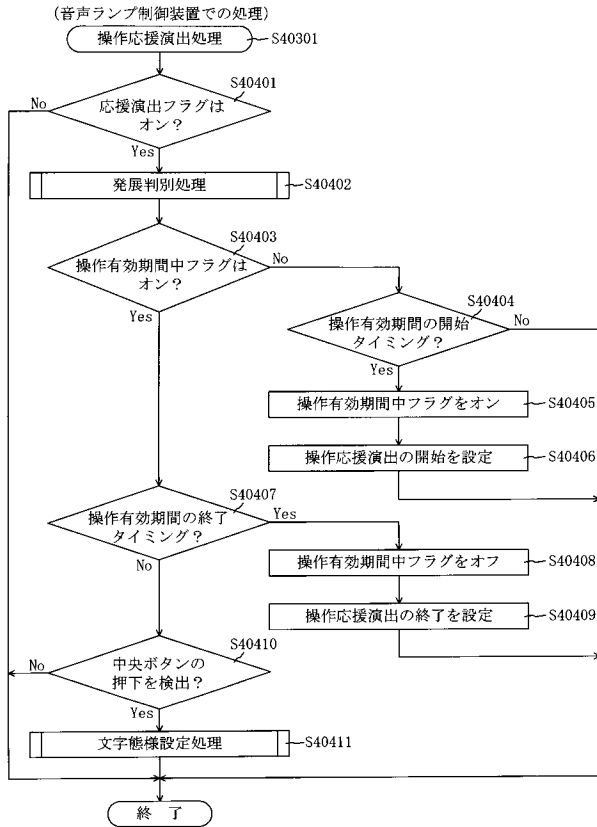 (音声ランプ制御装置での処理)
操作応援演出処理
S40301
S40401
No
応援演出フラグは
オン?
Yes
発展判別処理
S40402
S40403
操作有効期間中フラグは
オン?
No
Yes
S40404
操作有効期間の開始
タイミング?
No
Yes
操作有効期間中フラグをオン
S40405
操作応援演出の開始を設定
S40406
S40407
操作有効期間の終了
タイミング?
Yes
No
操作有効期間中フラグをオフ
S40408
操作応援演出の終了を設定
S40409
S40410
No
中央ボタンの
押下を検出?
Yes
文字態様設定処理
S40411
終 了